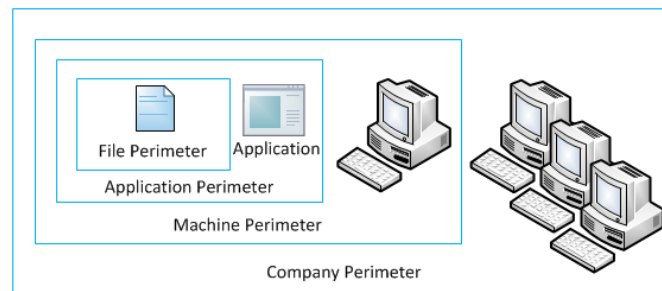 File Perimeter
Application
Application Perimeter
Machine Perimeter
Company Perimeter